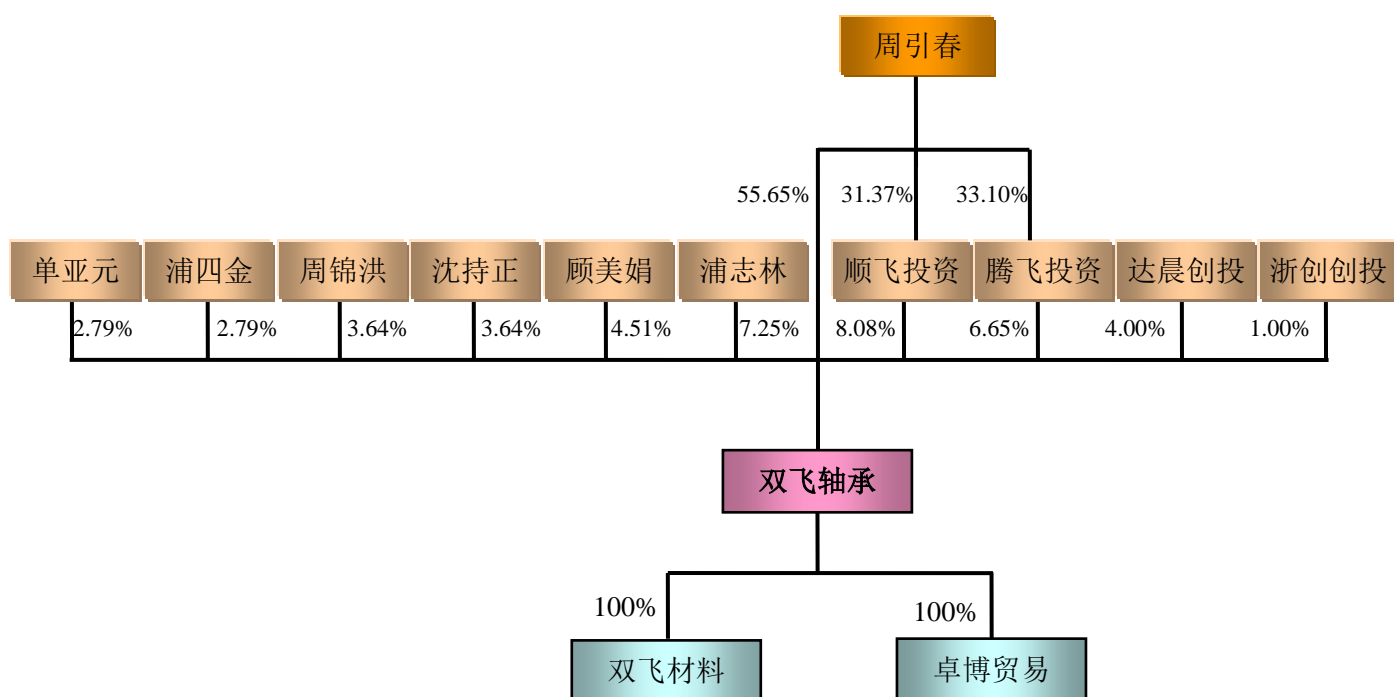 周引春
55.65% 31.37% 33.10%
单亚元 浦四金 周锦洪 沈持正 顾美娟 浦志林 顺飞投资 腾飞投资 达晨创投 浙创创投
2.79% 2.79% 3.64% 3.64% 4.51% 7.25% 8.08% 6.65% 4.00% 1.00%
双飞轴承
100% 100%
双飞材料 卓博贸易